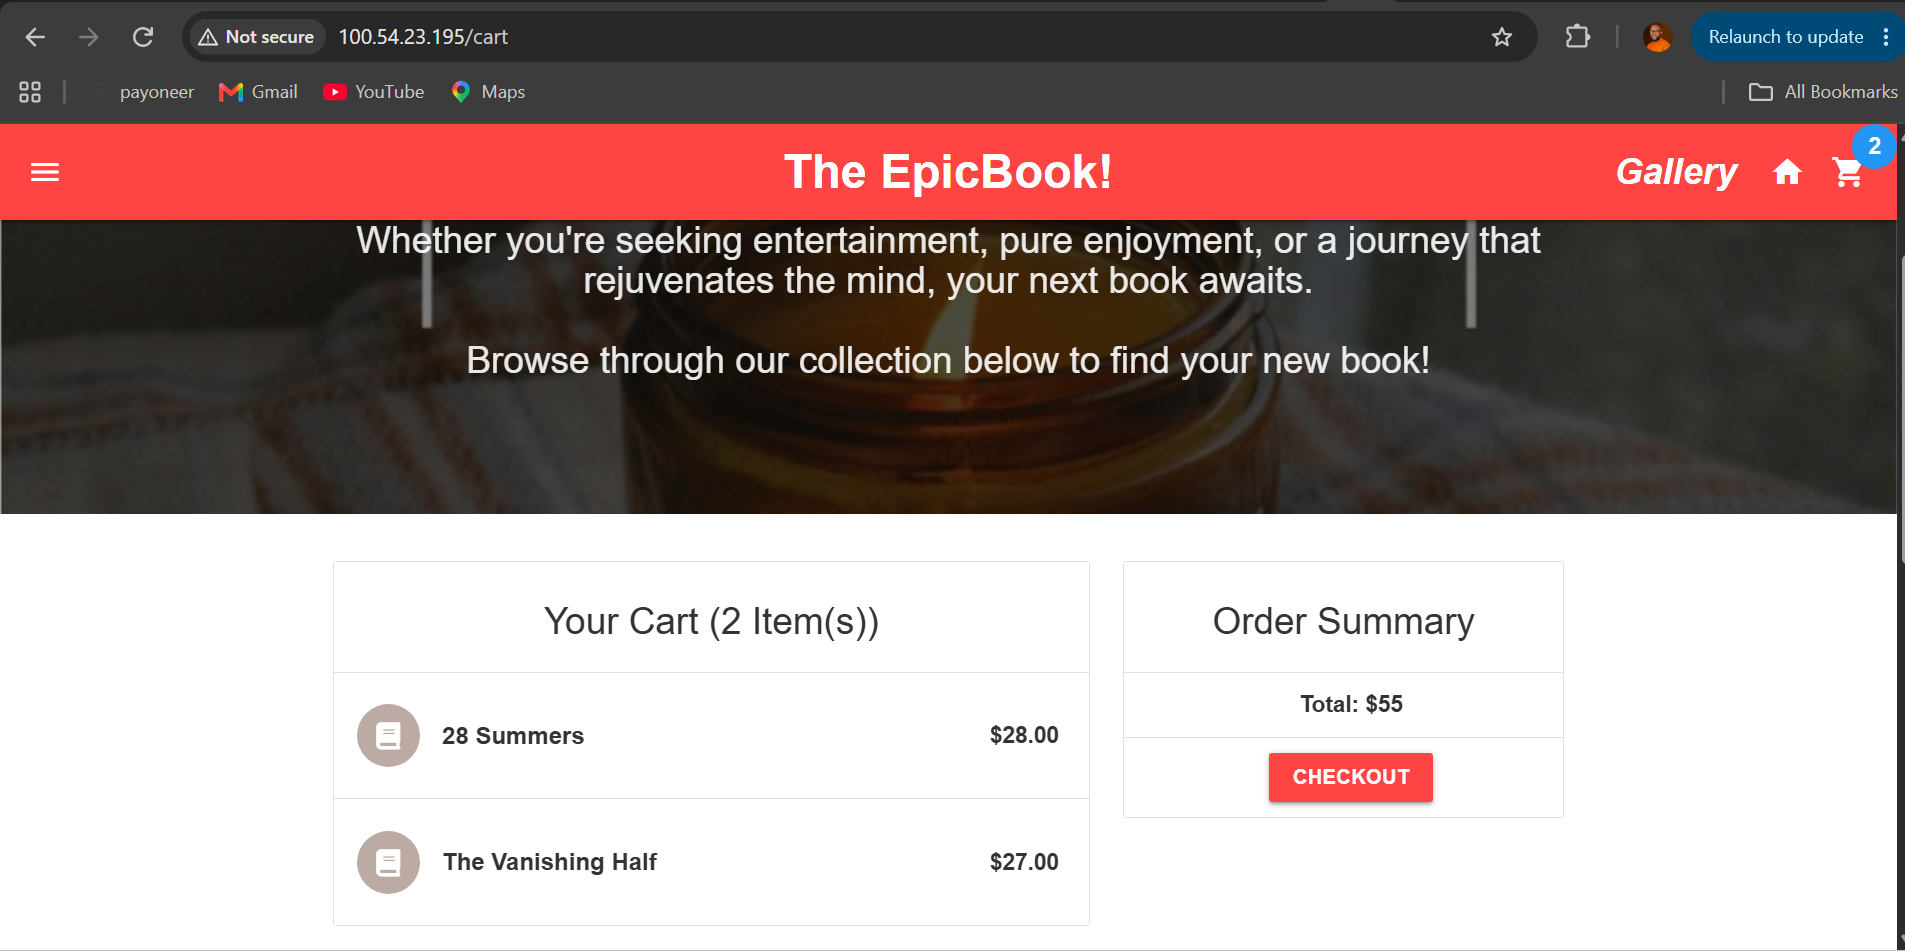 Not secure 100.54.23.195/cart Relaunch to update
payoneer Gmail YouTube Maps All Bookmarks
The EpicBook! Gallery 2
Whether you're seeking entertainment, pure enjoyment, or a journey that
rejuvenates the mind, your next book awaits.
Browse through our collection below to find your new book!
Your Cart (2 Item(s))
28 Summers $28.00
The Vanishing Half $27.00
Order Summary
Total: $55
CHECKOUT